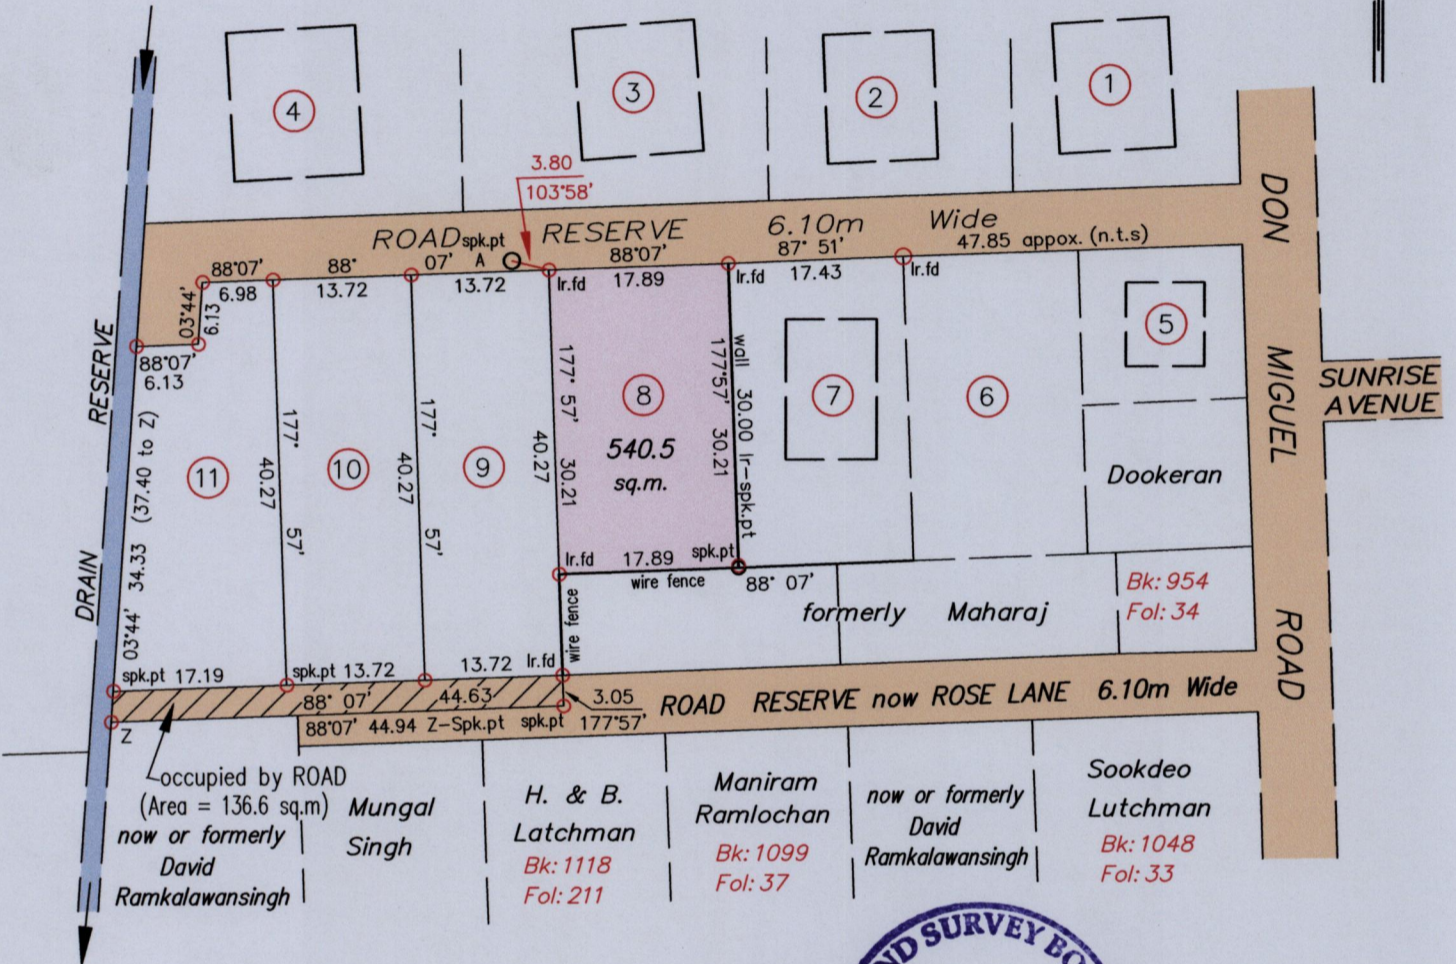 4
3
2
1
3.80
103°58'
ROAD RESERVE 6.10m Wide
spk.pt
A
47.85 appox. (n.t.s)
88°07'
6.98
88° 07'
13.72
13.72
88°07'
17.89
87° 51'
17.43
Ir.fd
Ir.fd
Ir.fd
03°44'
6.13
88°07'
6.13
DON MIGUEL ROAD
SUNRISE
AVENUE
DRAIN RESERVE
03°44' 34.33 (37.40 to Z)
11
177° 57'
40.27
10
177° 57'
40.27
9
40.27
177° 57' 30.21
8
540.5
sq.m.
177°57' 30.21
wall 30.00 Ir-spk.pt
7
6
5
Dookeran
Ir.fd 17.89 spk.pt
wire fence
88° 07'
wire fence
formerly Maharaj
Bk: 954
Fol: 34
spk.pt 17.19
spk.pt 13.72
13.72 Ir.fd
88° 07' 44.63
3.05
177°57'
88°07' 44.94 Z-Spk.pt spk.pt
ROAD RESERVE now ROSE LANE 6.10m Wide
Z
occupied by ROAD
(Area = 136.6 sq.m)
now or formerly
David
Ramkalawansingh
Mungal
Singh
H. & B.
Latchman
Bk: 1118
Fol: 211
Maniram
Ramlochan
Bk: 1099
Fol: 37
now or formerly
David
Ramkalawansingh
Sookdeo
Lutchman
Bk: 1048
Fol: 33
SURVEY